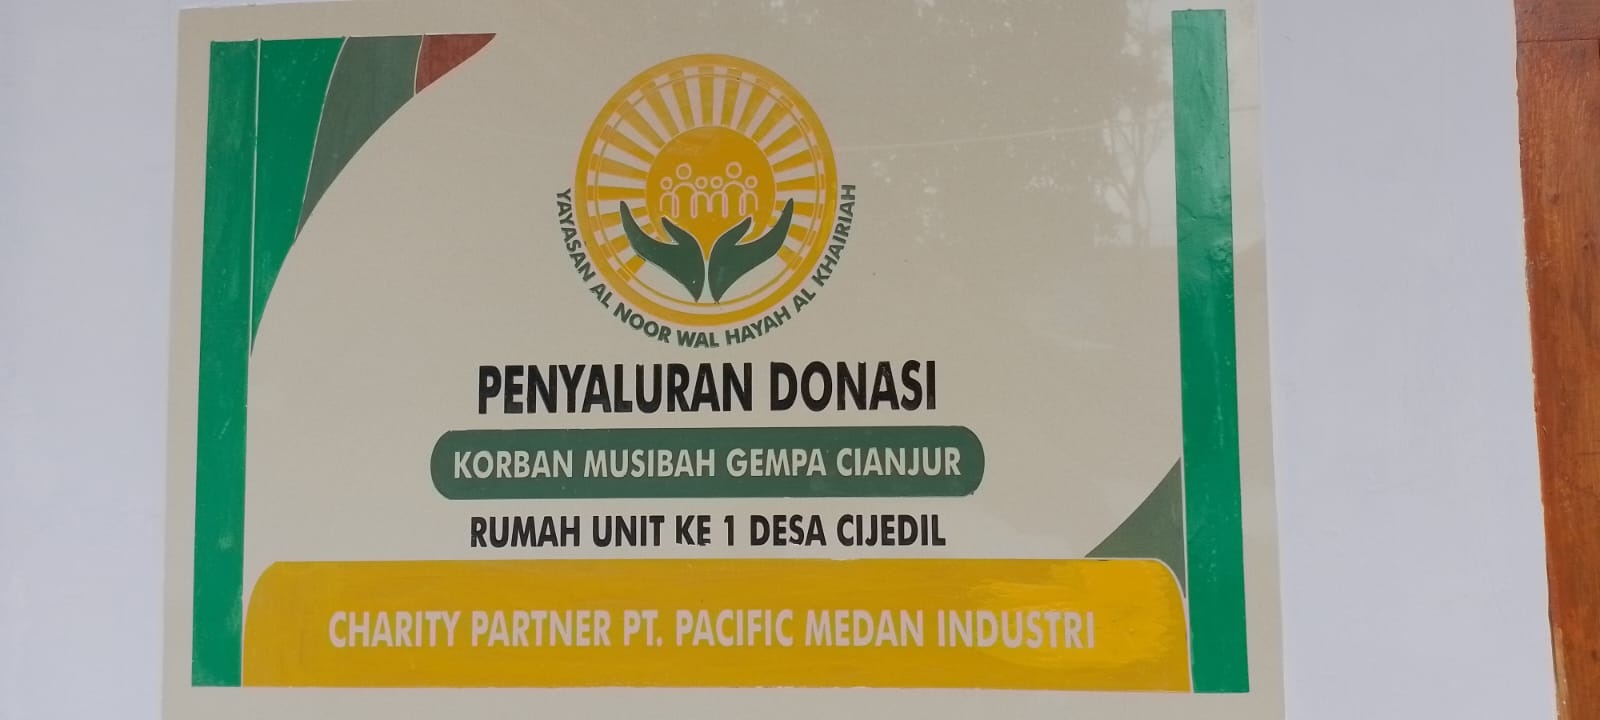 YAYASAN AL NOOR WAL HAYAH AL KHAIRIAH
PENYALURAN DONASI
KORBAN MUSIBAH GEMPA CIANJUR
RUMAH UNIT KE 1 DESA CIJEDIL
CHARITY PARTNER PT. PACIFIC MEDAN INDUSTRI